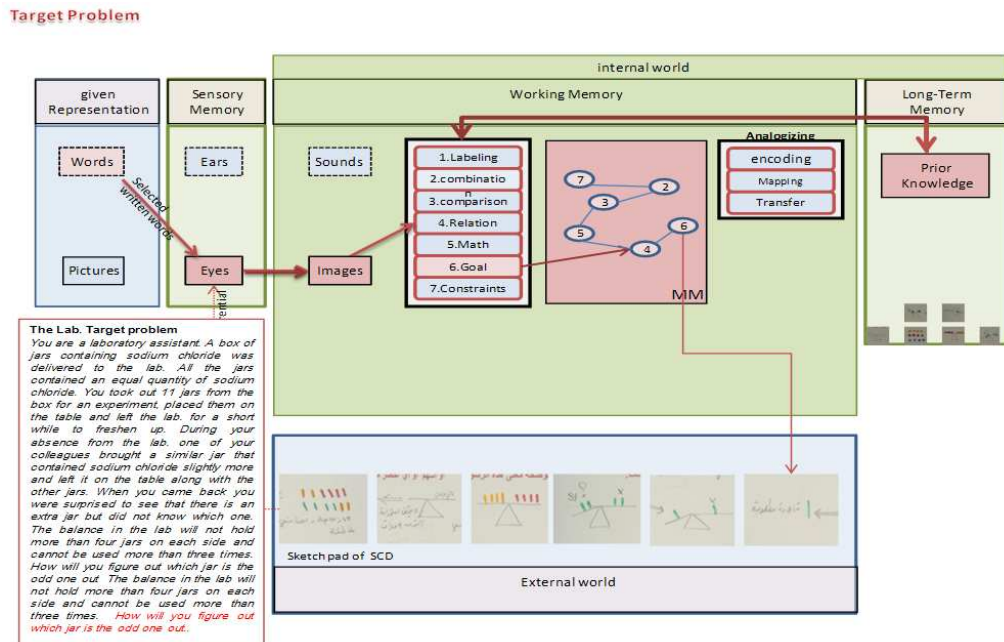 Target Problem
internal world
given
Representation
Sensory
Memory
Working Memory
Long-Term
Memory
Words
Ears
Sounds
Analogizing
1.Labeling
2.combinatio
n
3.comparison
4.Relation
5.Math
6.Goal
7.Constraints
encoding
Mapping
Transfer
Prior
Knowledge
7
2
3
6
5
4
MM
Selected
written words
Pictures
Eyes
Images
The Lab. Target problem
You are a laboratory assistant. A box of
jars containing sodium chloride was
delivered to the lab. All the jars
contained an equal quantity of sodium
chloride. You took out 11 jars from the
box for an experiment, placed them on
the table and left the lab. for a short
while to freshen up. During your
absence from the lab. one of your
colleagues brought a similar jar that
contained sodium chloride slightly more
and left it on the table along with the
other jars. When you came back you
were surprised to see that there is an
extra jar but did not know which one.
The balance in the lab will not hold
more than four jars on each side and
cannot be used more than three times.
How will you figure out which jar is the
odd one out The balance in the lab will
not hold more than four jars on each
side and cannot be used more than
three times. How will you figure out
which jar is the odd one out..
Sketch pad of SCD
External world